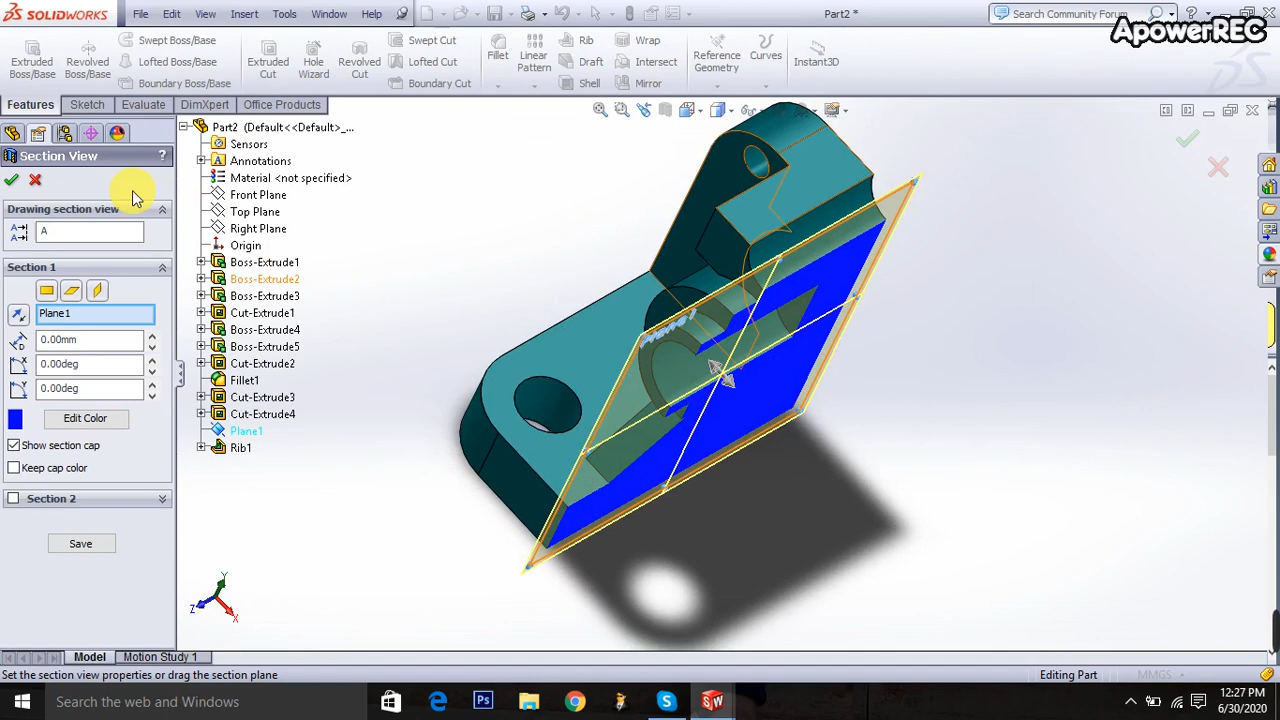 SOLIDWORKS File Edit View Insert Tools Window Help Part2 * Search Community Forum
ApowerREC
Extruded Boss/Base
Revolved Boss/Base
Swept Boss/Base
Lofted Boss/Base
Boundary Boss/Base
Extruded Cut
Hole Wizard
Revolved Cut
Swept Cut
Lofted Cut
Boundary Cut
Fillet
Linear Pattern
Rib
Draft
Shell
Wrap
Intersect
Mirror
Reference Geometry
Curves
Instant3D
Features Sketch Evaluate DimXpert Office Products
Section View ?
Drawing section view
A
Section 1
Plane1
0.00mm
0.00deg
0.00deg
Edit Color
Show section cap
Keep cap color
Section 2
Save
Part2 (Default<<Default>_...
Sensors
Annotations
Material <not specified>
Front Plane
Top Plane
Right Plane
Origin
Boss-Extrude1
Boss-Extrude2
Boss-Extrude3
Cut-Extrude1
Boss-Extrude4
Boss-Extrude5
Cut-Extrude2
Fillet1
Cut-Extrude3
Cut-Extrude4
Plane1
Rib1
Y
Z
X
Model Motion Study 1
Set the section view properties or drag the section plane Editing Part MMGS
Search the web and Windows
12:27 PM
6/30/2020